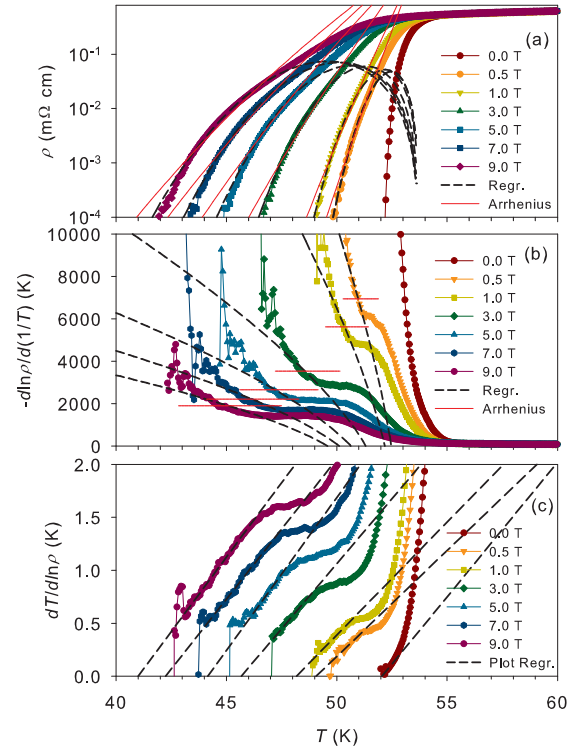 (a)
10⁻¹
10⁻²
10⁻³
10⁻⁴
ρ (mΩ cm)
0.0 T
0.5 T
1.0 T
3.0 T
5.0 T
7.0 T
9.0 T
Regr.
Arrhenius
(b)
10000
8000
6000
4000
2000
0
-dlnρ/d(1/T) (K)
0.0 T
0.5 T
1.0 T
3.0 T
5.0 T
7.0 T
9.0 T
Regr.
Arrhenius
(c)
2.0
1.5
1.0
0.5
0.0
dT/dlnρ (K)
0.0 T
0.5 T
1.0 T
3.0 T
5.0 T
7.0 T
9.0 T
Plot Regr.
40 45 50 55 60
T (K)